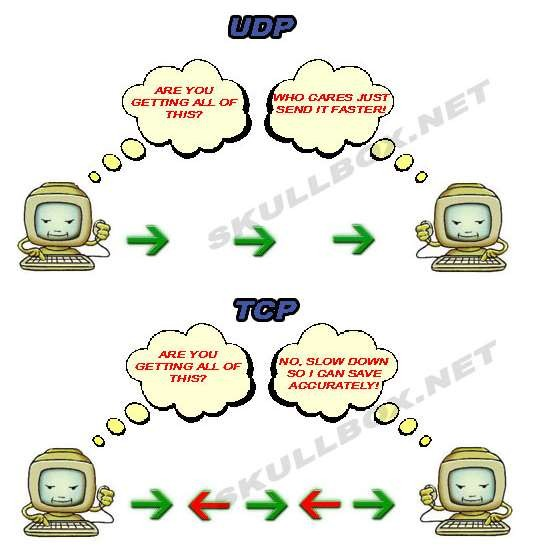 UDP
ARE YOU
GETTING ALL OF
THIS?
WHO CARES JUST
SEND IT FASTER!
SKULLBOX.NET
TCP
ARE YOU
GETTING ALL OF
THIS?
NO, SLOW DOWN
SO I CAN SAVE
ACCURATELY!
SKULLBOX.NET